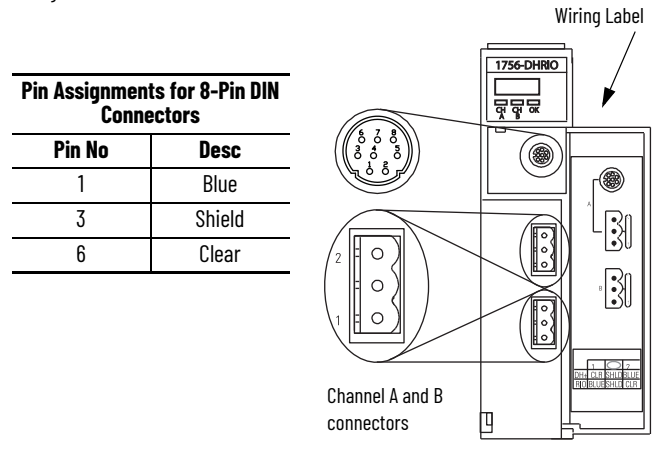 Wiring Label
1756-DHRIO
CH A CH B OK
Pin Assignments for 8-Pin DIN
Connectors
Pin No Desc
1 Blue
3 Shield
6 Clear
6 7 8
3 4 5
1 2
A
2
1
B
1 2
DH+ CLR SHLD BLUE
RIO BLUE SHLD CLR
Channel A and B
connectors